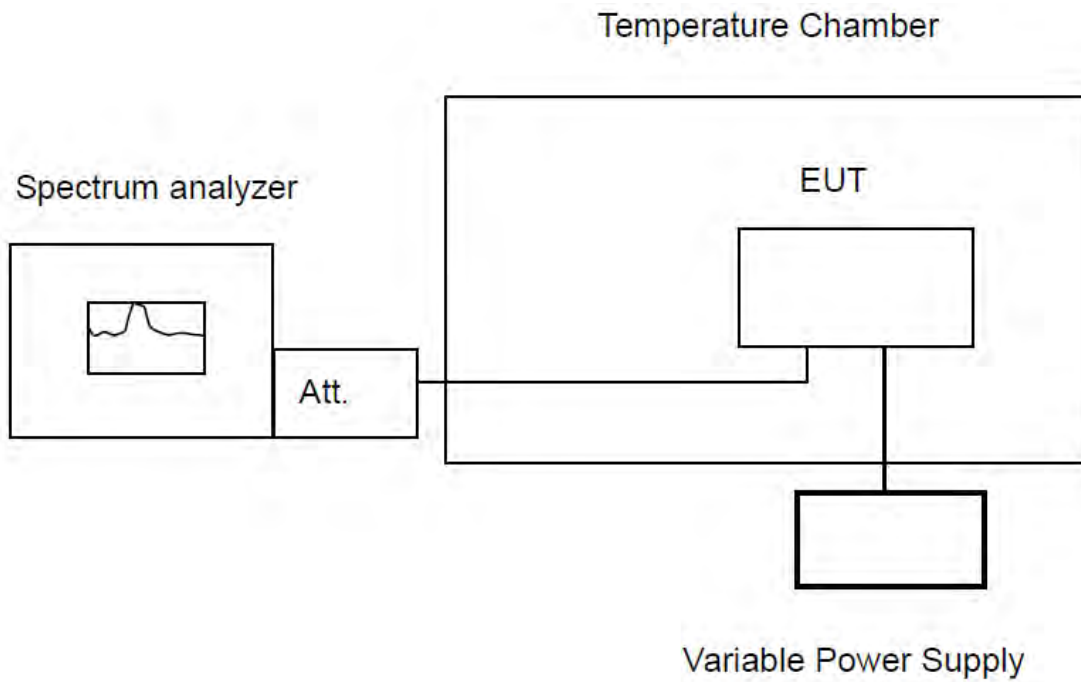 Temperature Chamber
EUT
Spectrum analyzer
Att.
Variable Power Supply